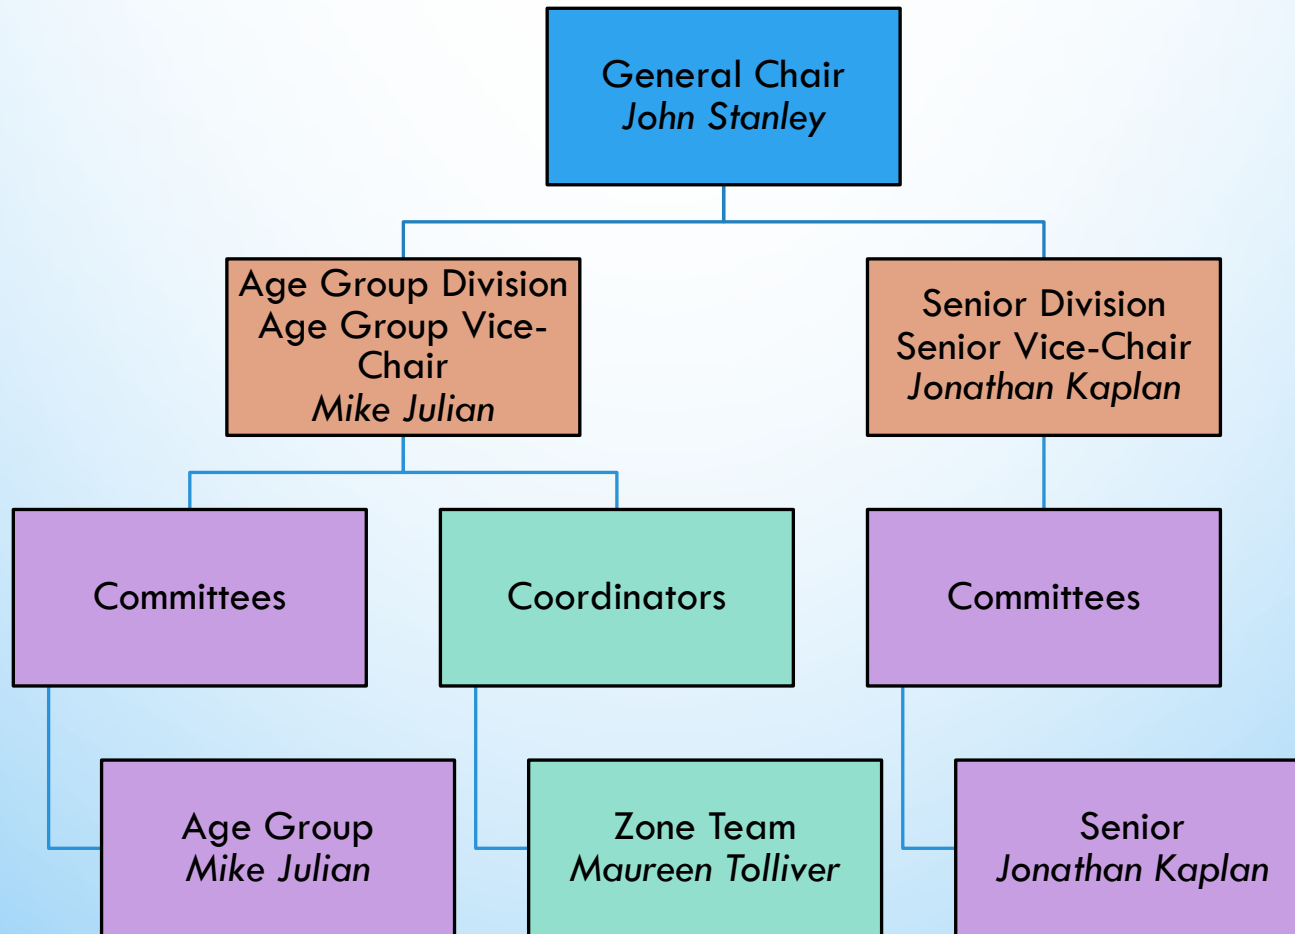 General Chair
John Stanley
Age Group Division
Age Group Vice-
Chair
Mike Julian
Senior Division
Senior Vice-Chair
Jonathan Kaplan
Committees
Coordinators
Committees
Age Group
Mike Julian
Zone Team
Maureen Tolliver
Senior
Jonathan Kaplan